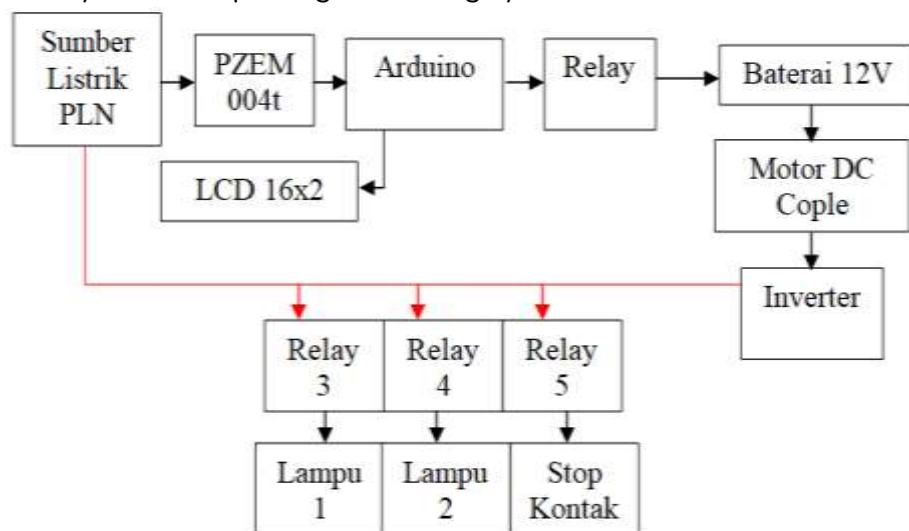 Sumber
Listrik
PLN
PZEM
004t
Arduino
Relay
Baterai 12V
LCD 16x2
Motor DC
Cople
Inverter
Relay
3
Relay
4
Relay
5
Lampu
1
Lampu
2
Stop
Kontak